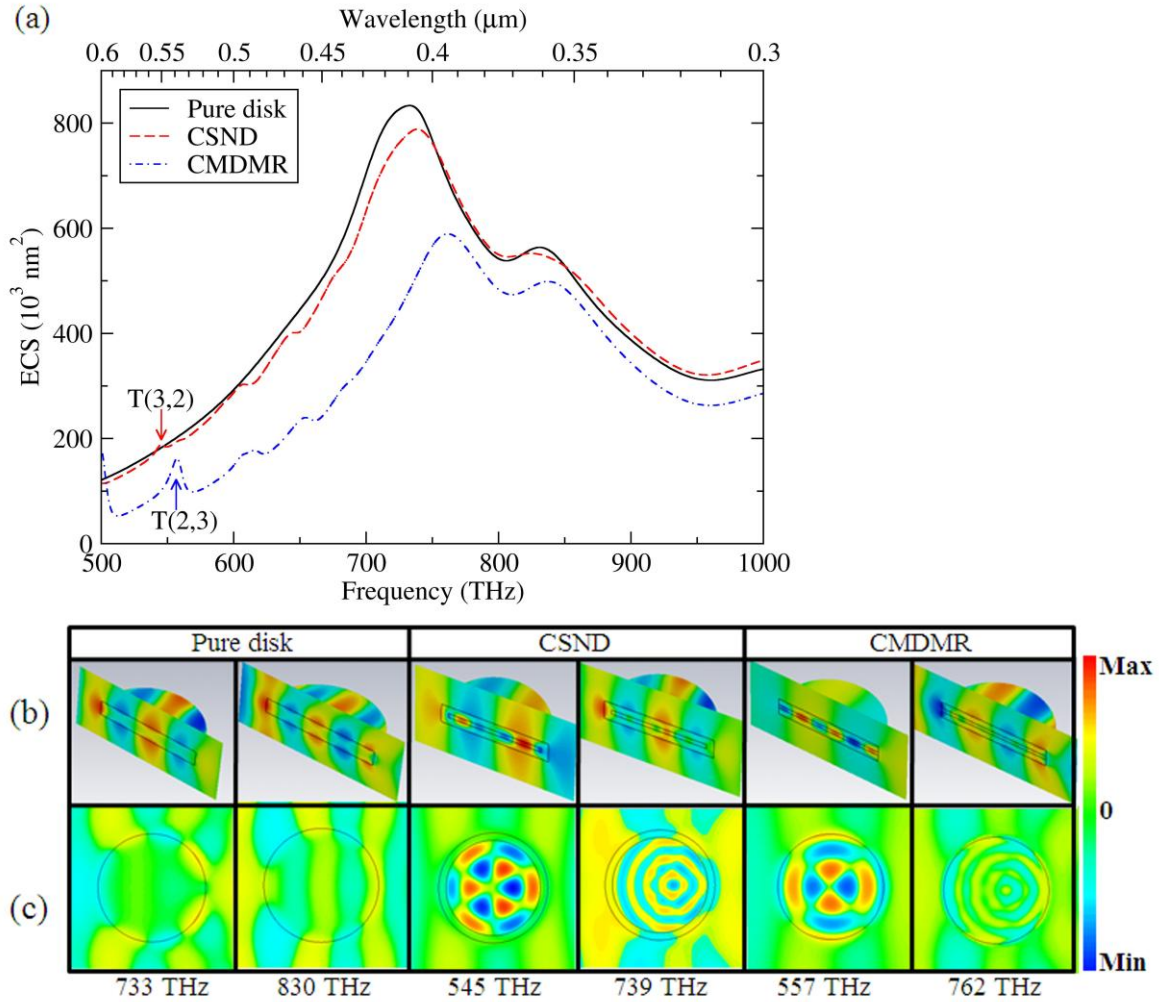 (a)
Wavelength (μm)
0.6 0.55 0.5 0.45 0.4 0.35 0.3
Pure disk
CSND
CMDMR
800
600
400
200
0
ECS (10³ nm²)
T(3,2)
T(2,3)
500 600 700 800 900 1000
Frequency (THz)
Pure disk CSND CMDMR
(b)
(c)
Max
0
Min
733 THz 830 THz 545 THz 739 THz 557 THz 762 THz